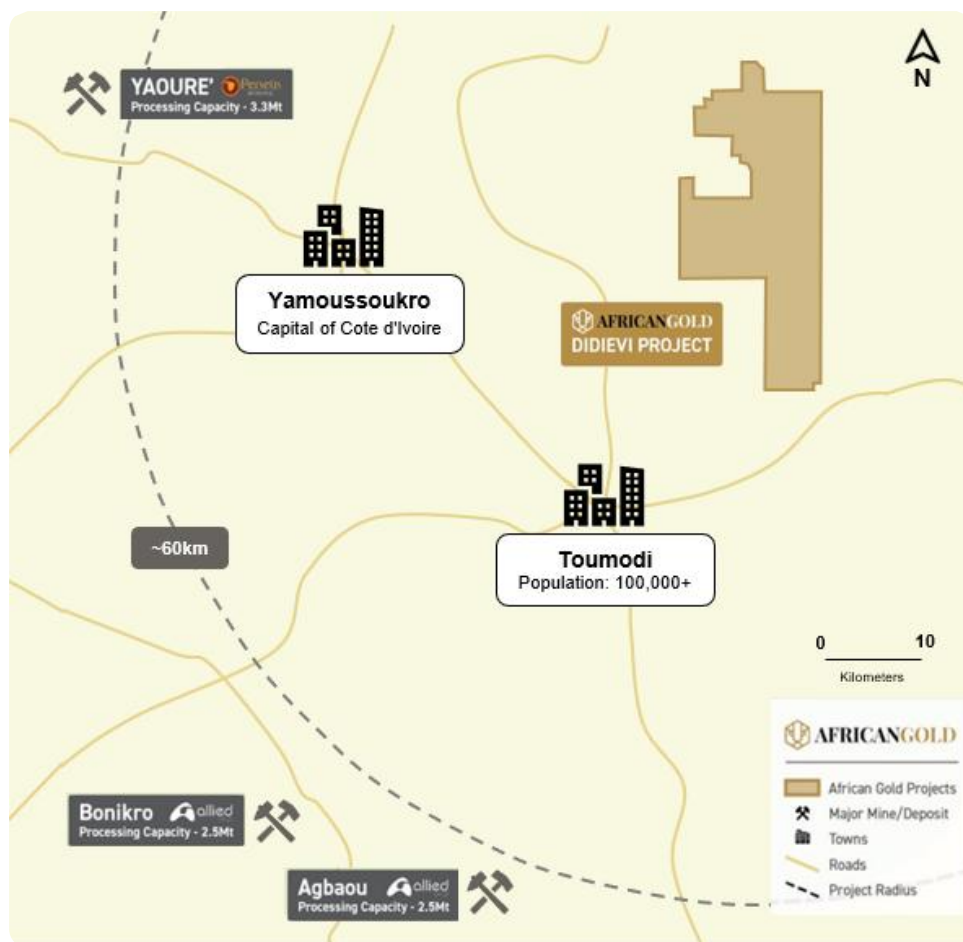 N
YAOURE' Perseus
Processing Capacity - 3.3Mt
Yamoussoukro
Capital of Cote d'Ivoire
AFRICANGOLD
DIDIEVI PROJECT
~60km
Toumodi
Population: 100,000+
0 10
Kilometers
Bonikro allied
Processing Capacity - 2.5Mt
Agbaou allied
Processing Capacity - 2.5Mt
AFRICANGOLD
African Gold Projects
Major Mine/Deposit
Towns
Roads
Project Radius